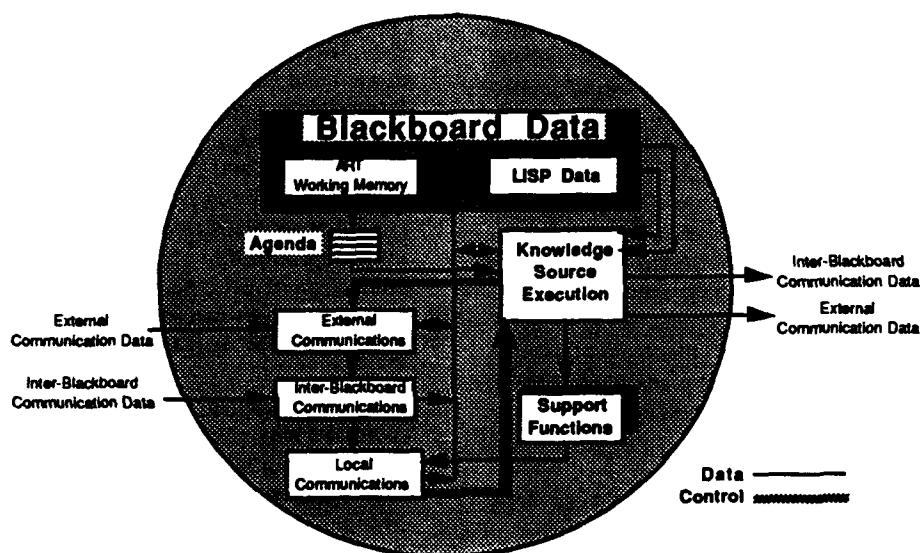 Blackboard Data
ART
Working Memory
LISP Data
Agenda
Knowledge
Source
Execution
Inter-Blackboard
Communication Data
External
Communication Data
External
Communication Data
External
Communications
Inter-Blackboard
Communication Data
Inter-Blackboard
Communications
Support
Functions
Local
Communications
Data
Control